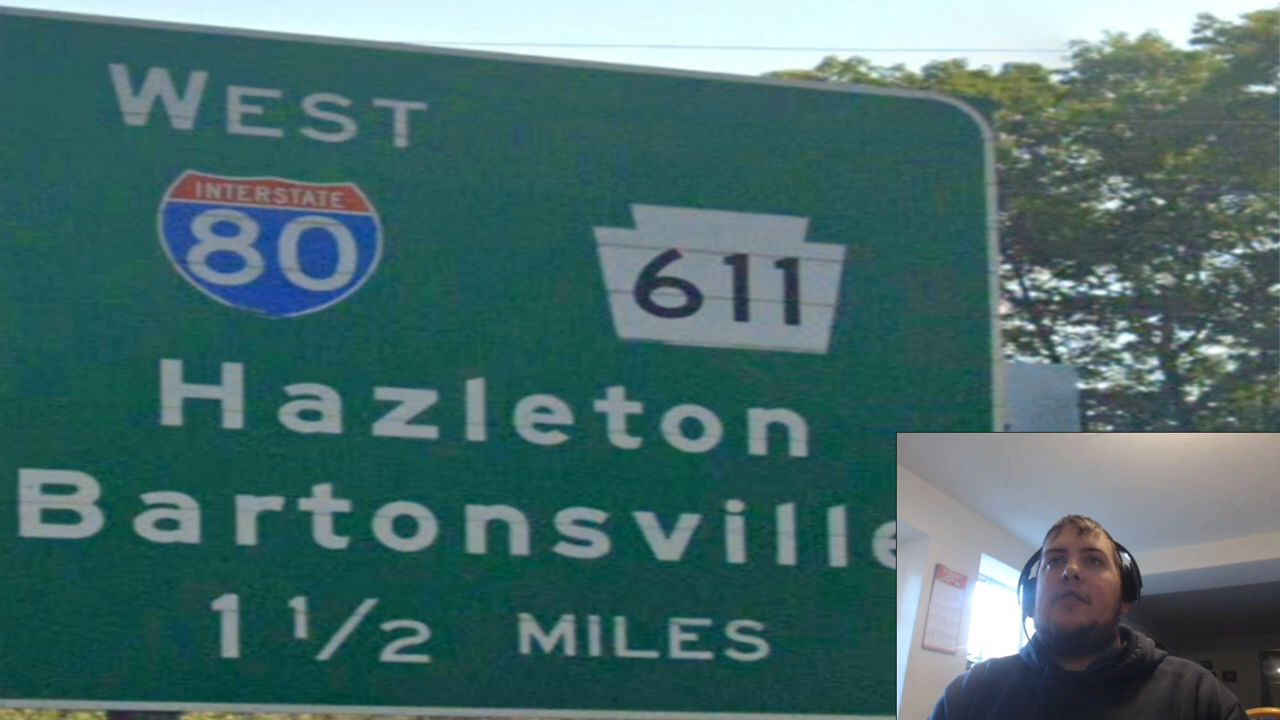 WEST
INTERSTATE
80
611
Hazleton
Bartonsville
1 1/2 MILES